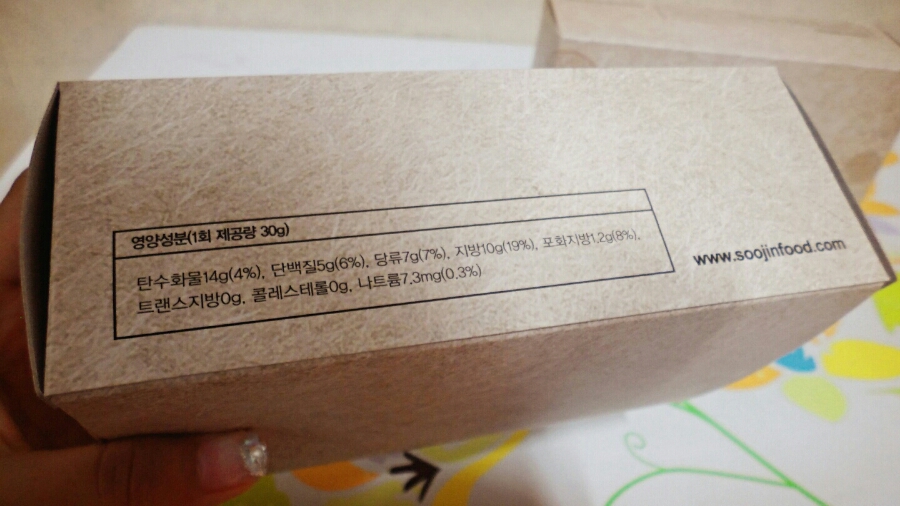 영양성분(1회 제공량 30g)
탄수화물14g(4%), 단백질5g(6%), 당류7g(7%), 지방10g(19%), 포화지방1.2g(8%),
트랜스지방0g, 콜레스테롤0g, 나트륨7.3mg(0.3%)
www.soojinfood.com